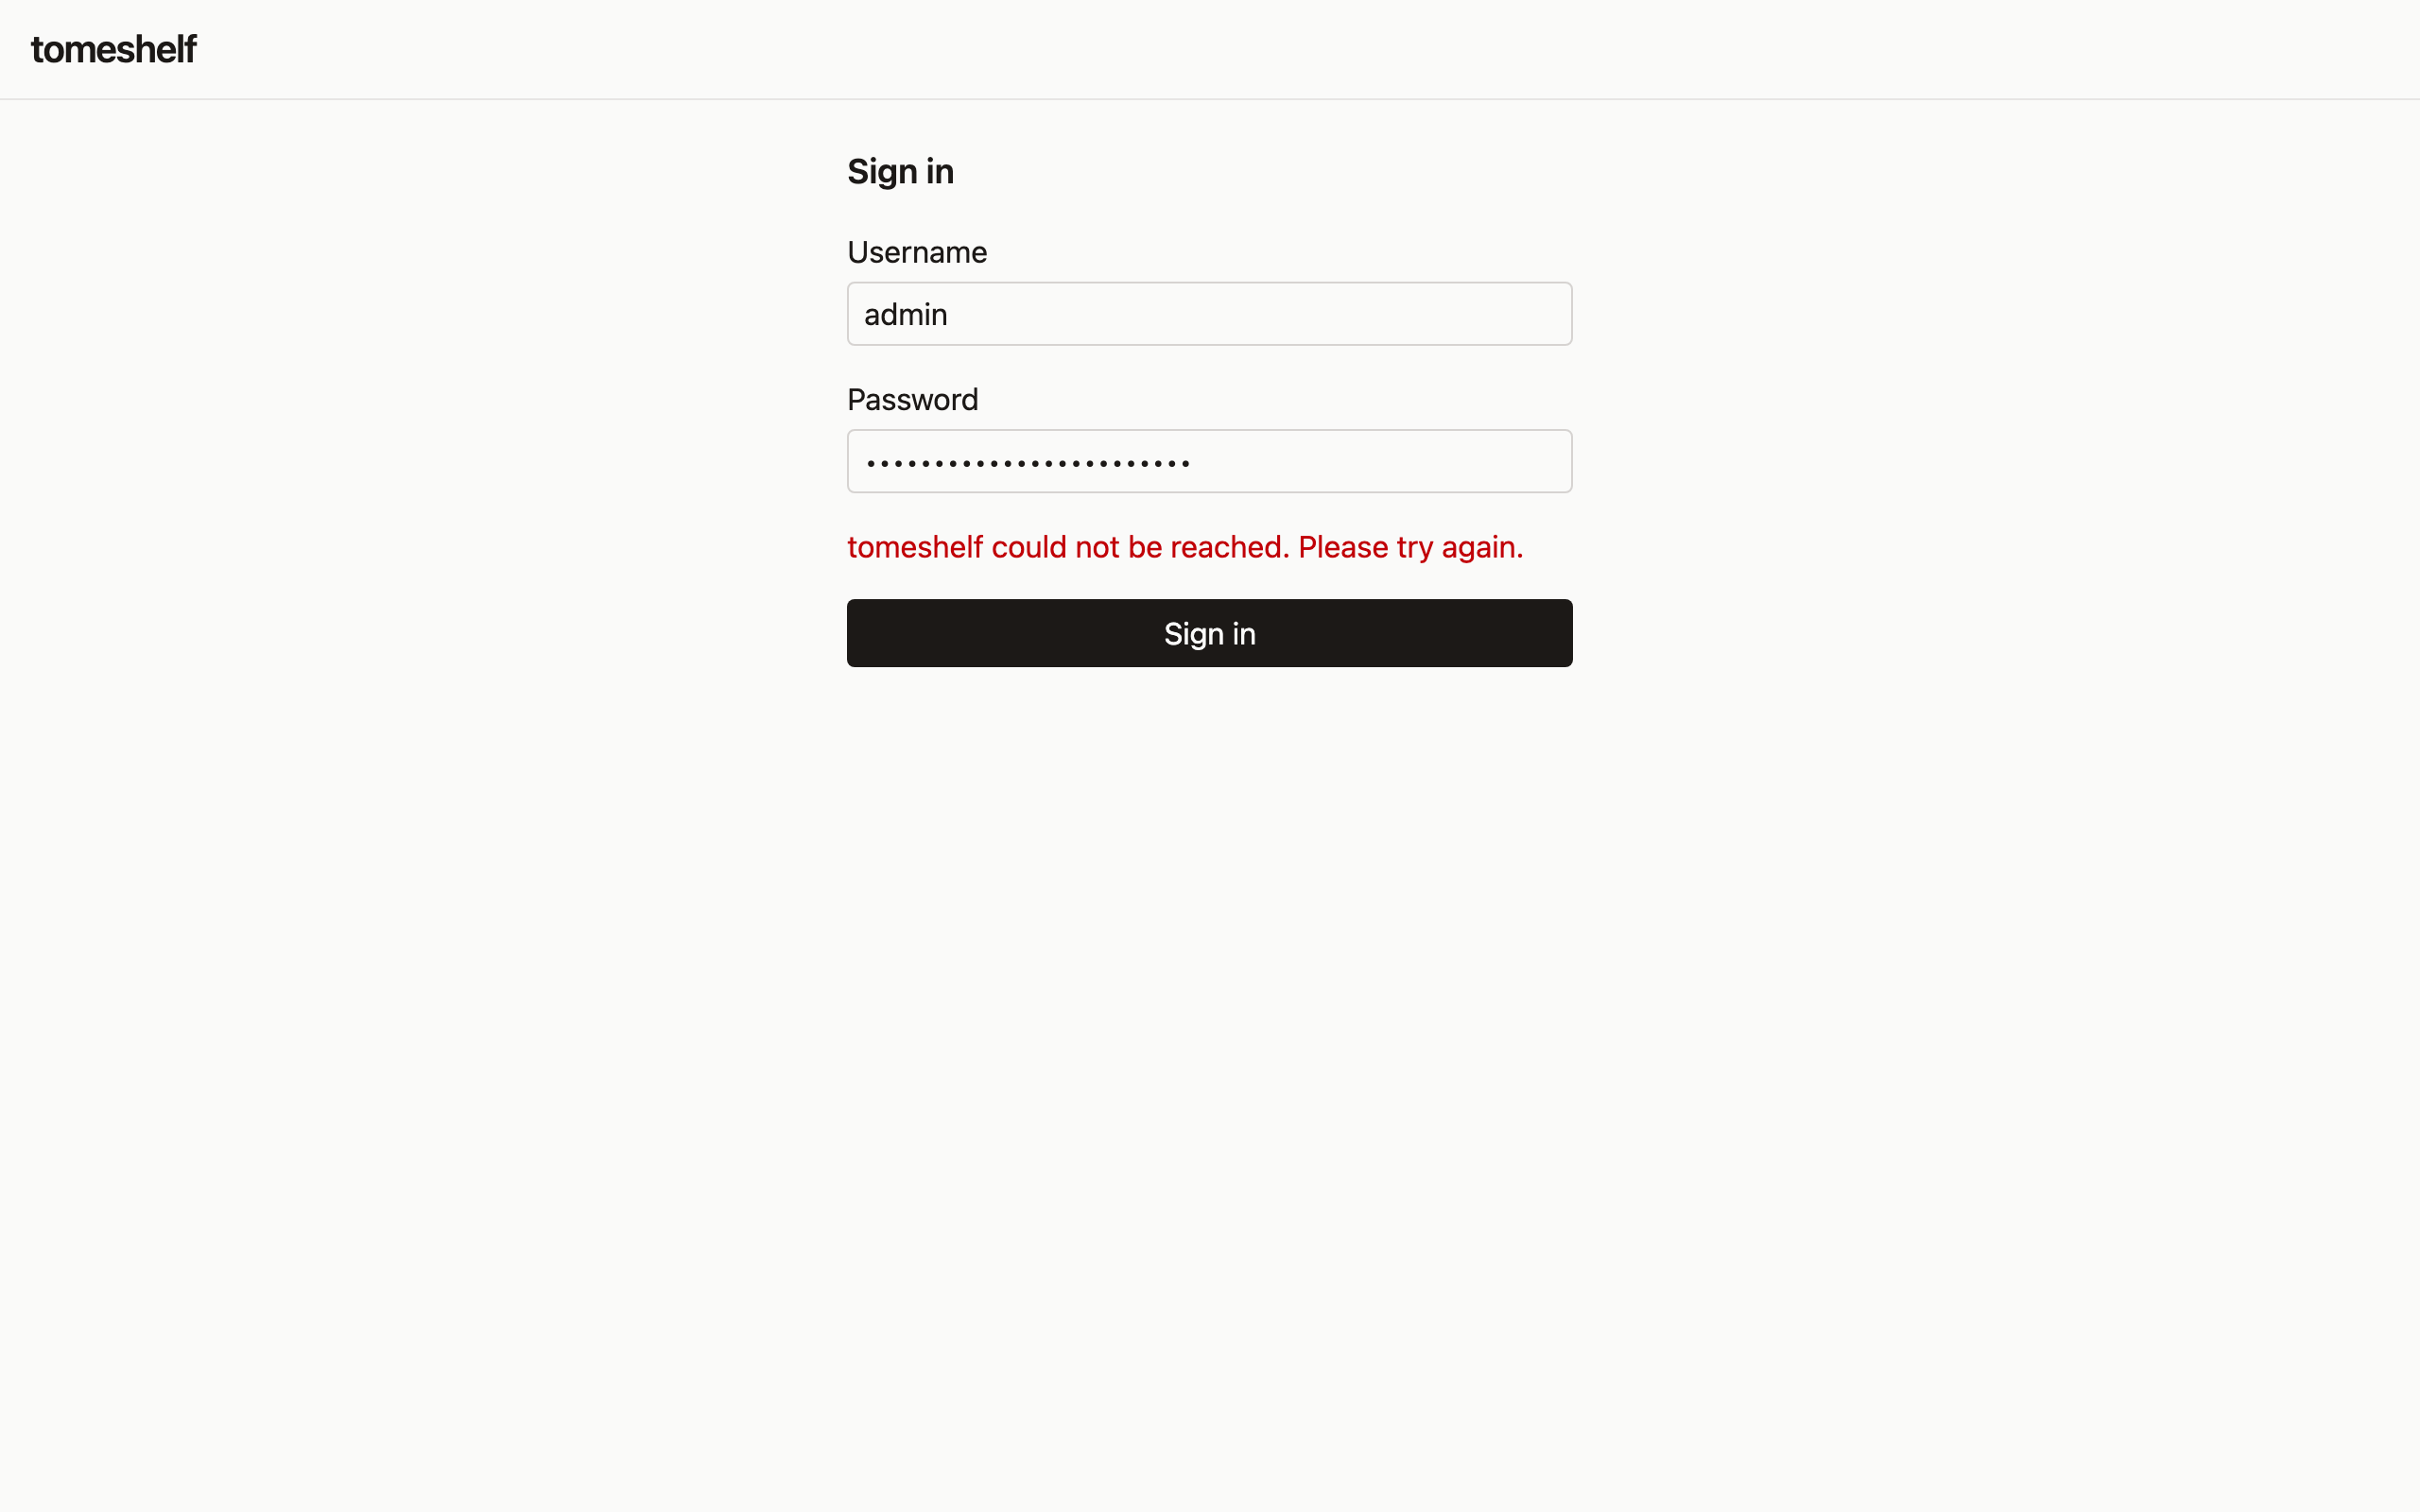 tomeshelf
Sign in
Username
admin
Password
••••••••••••••••••••••••
tomeshelf could not be reached. Please try again.
Sign in